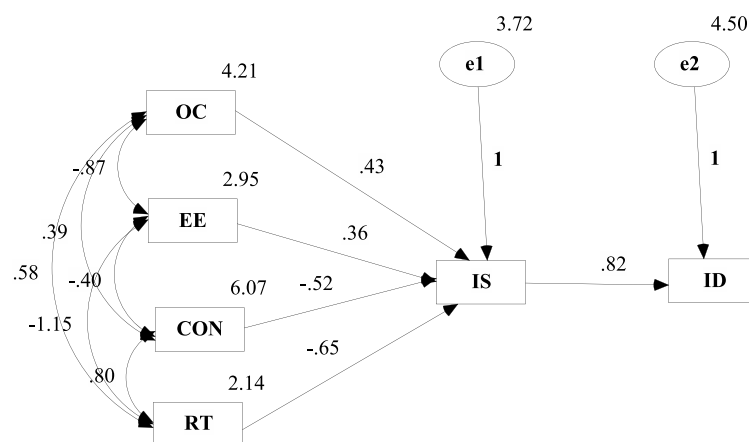 3.72
4.50
e1
e2
4.21
OC
-.87
.43
1
1
2.95
EE
.39
.36
.58
-.40
6.07
-.52
IS
.82
ID
CON
-1.15
-.65
.80
2.14
RT